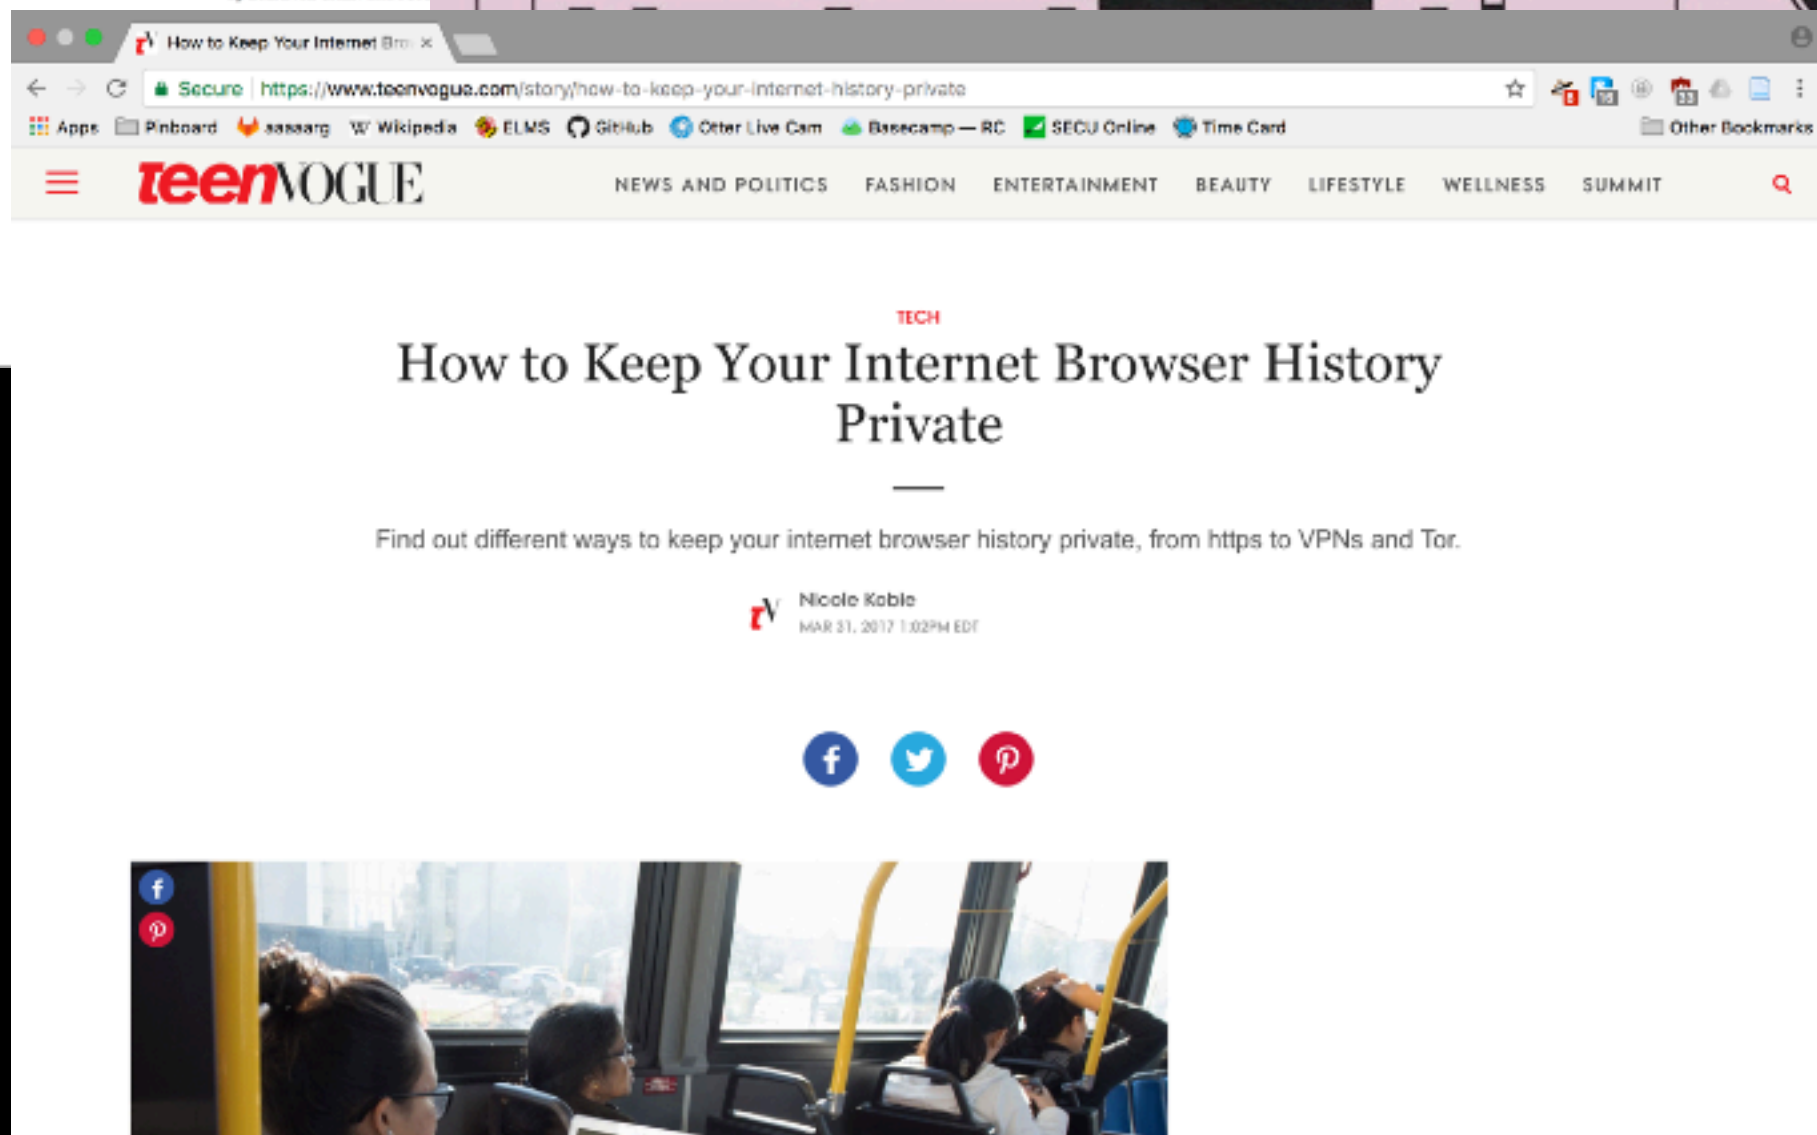 How to Keep Your Internet Bro
Secure https://www.teenvogue.com/story/how-to-keep-your-internet-history-private
Apps Pinboard aaaaarg Wikipedia ELMS GitHub Otter Live Cam Basecamp — RC SECU Online Time Card Other Bookmarks
teenVOGUE NEWS AND POLITICS FASHION ENTERTAINMENT BEAUTY LIFESTYLE WELLNESS SUMMIT
TECH
How to Keep Your Internet Browser History
Private
Find out different ways to keep your internet browser history private, from https to VPNs and Tor.
Nicole Kobie
MAR 31, 2017 1:02PM EDT